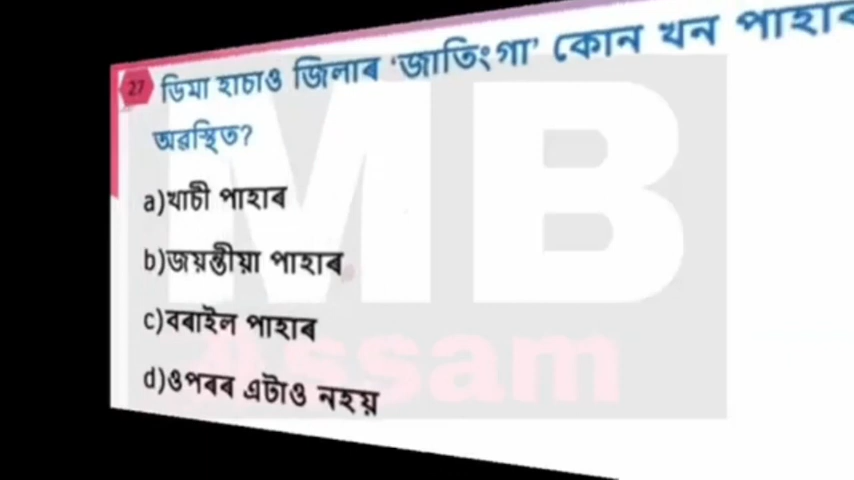 27 ডিমা হাচাও জিলাৰ ‘জাতিংগা’ কোন খন
অৱস্থিত?
a)খাচী পাহাৰ
b)জয়ন্তীয়া পাহাৰ
c)বৰাইল পাহাৰ
d)ওপৰৰ এটাও নহয়
MB
Assam